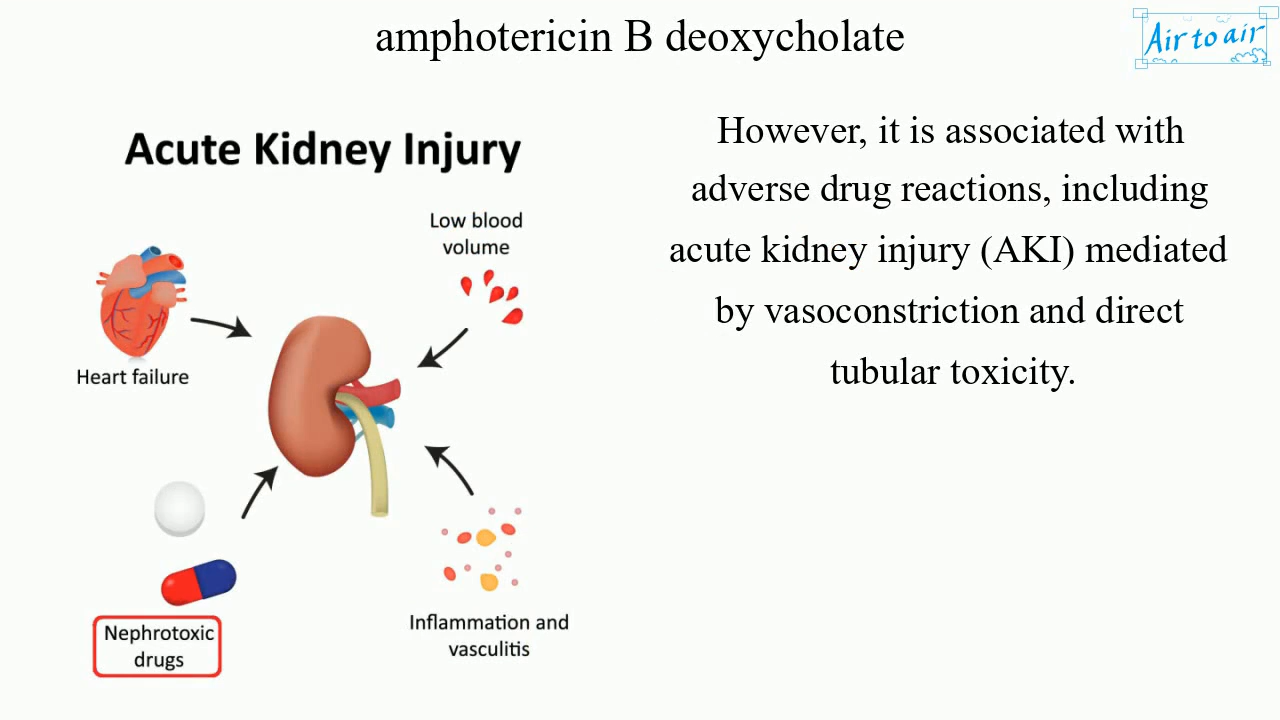 amphotericin B deoxycholate
Air to air
Acute Kidney Injury
Low blood
volume
Heart failure
Nephrotoxic
drugs
Inflammation and
vasculitis
However, it is associated with
adverse drug reactions, including
acute kidney injury (AKI) mediated
by vasoconstriction and direct
tubular toxicity.